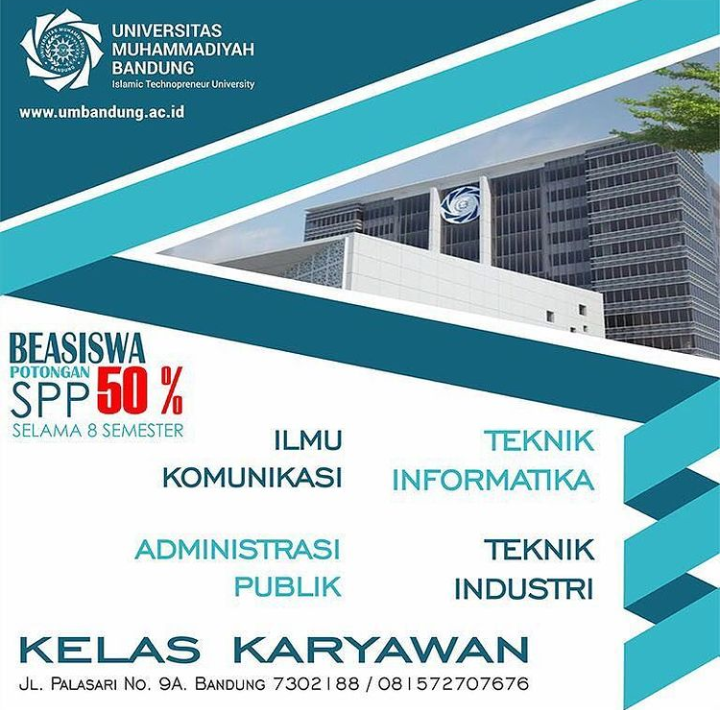 UNIVERSITAS
MUHAMMADIYAH
BANDUNG
Islamic Technopreneur University
www.umbandung.ac.id
BEASISWA
POTONGAN
SPP 50 %
SELAMA 8 SEMESTER
ILMU
KOMUNIKASI
TEKNIK
INFORMATIKA
ADMINISTRASI
PUBLIK
TEKNIK
INDUSTRI
KELAS KARYAWAN
JL. PALASARI NO. 9A. BANDUNG 7302188 / 081572707676